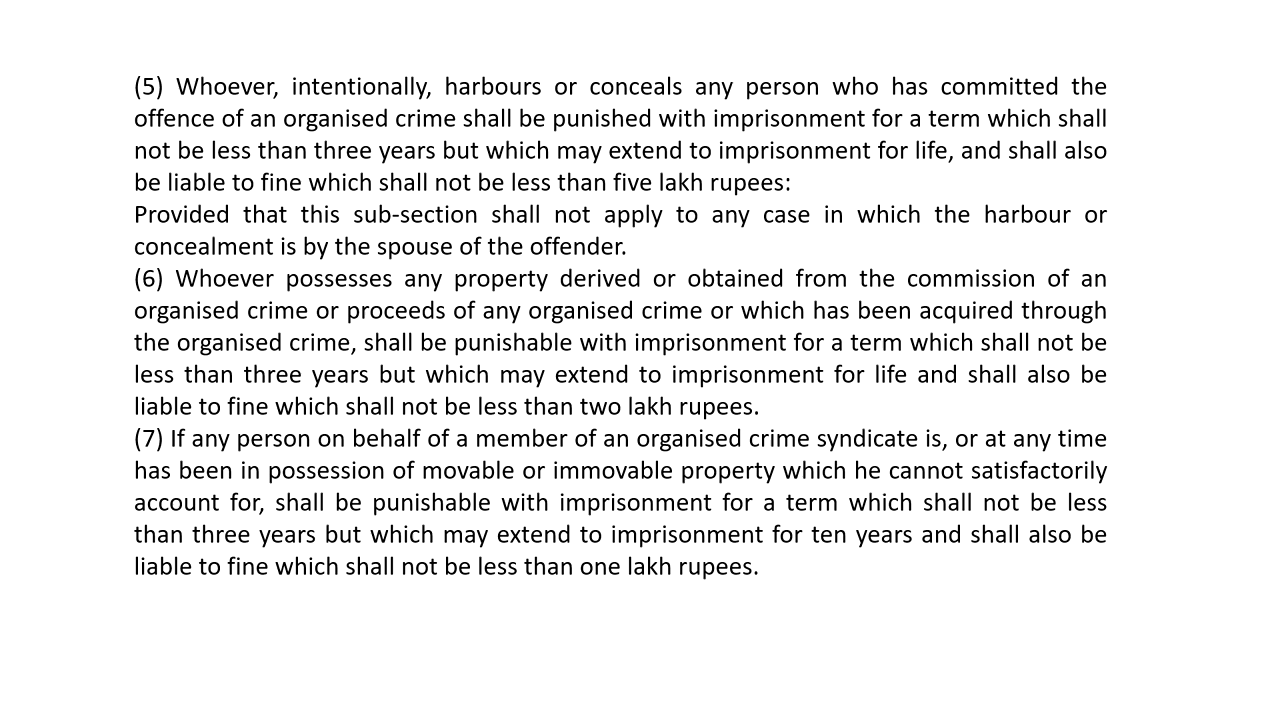 (5) Whoever, intentionally, harbours or conceals any person who has committed the
offence of an organised crime shall be punished with imprisonment for a term which shall
not be less than three years but which may extend to imprisonment for life, and shall also
be liable to fine which shall not be less than five lakh rupees:
Provided that this sub-section shall not apply to any case in which the harbour or
concealment is by the spouse of the offender.
(6) Whoever possesses any property derived or obtained from the commission of an
organised crime or proceeds of any organised crime or which has been acquired through
the organised crime, shall be punishable with imprisonment for a term which shall not be
less than three years but which may extend to imprisonment for life and shall also be
liable to fine which shall not be less than two lakh rupees.
(7) If any person on behalf of a member of an organised crime syndicate is, or at any time
has been in possession of movable or immovable property which he cannot satisfactorily
account for, shall be punishable with imprisonment for a term which shall not be less
than three years but which may extend to imprisonment for ten years and shall also be
liable to fine which shall not be less than one lakh rupees.